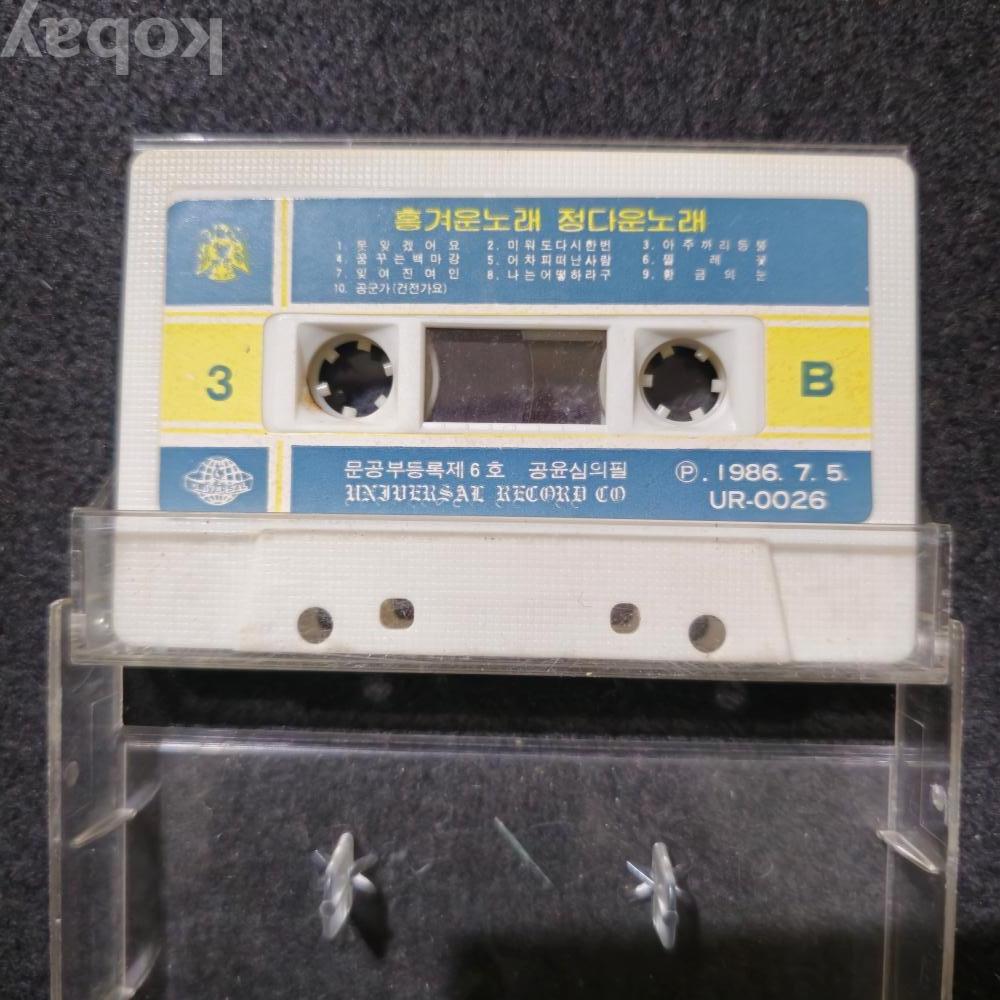 kobay
흥겨운노래 정다운노래
1. 못잊겠어요 2. 미워도다시한번 3. 아주까리등불
4. 꿈꾸는백마강 5. 어차피떠난사람 6. 찔레꽃
7. 잊여진여인 8. 나는어떻하라구 9. 황금의눈
10. 공군가(건전가요)
3 B
문공부등록제6호 공윤심의필 ℗. 1986. 7. 5.
UNIVERSAL RECORD CO UR-0026